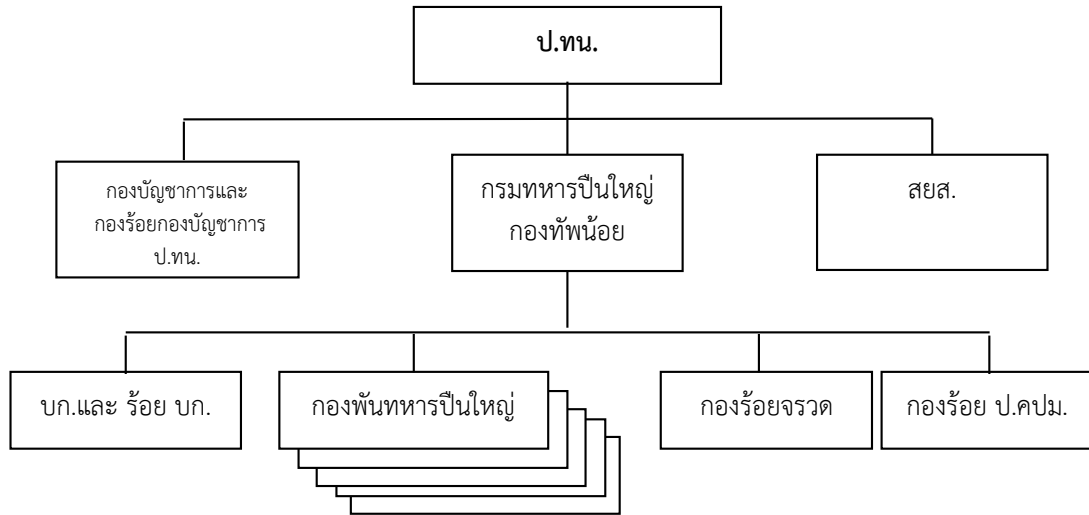 ป.ทน.
กองบัญชาการและ
กองร้อยกองบัญชาการ
ป.ทน.
กรมทหารปืนใหญ่
กองทัพน้อย
สยส.
บก.และ ร้อย บก.
กองพันทหารปืนใหญ่
กองร้อยจรวด
กองร้อย ป.คปม.